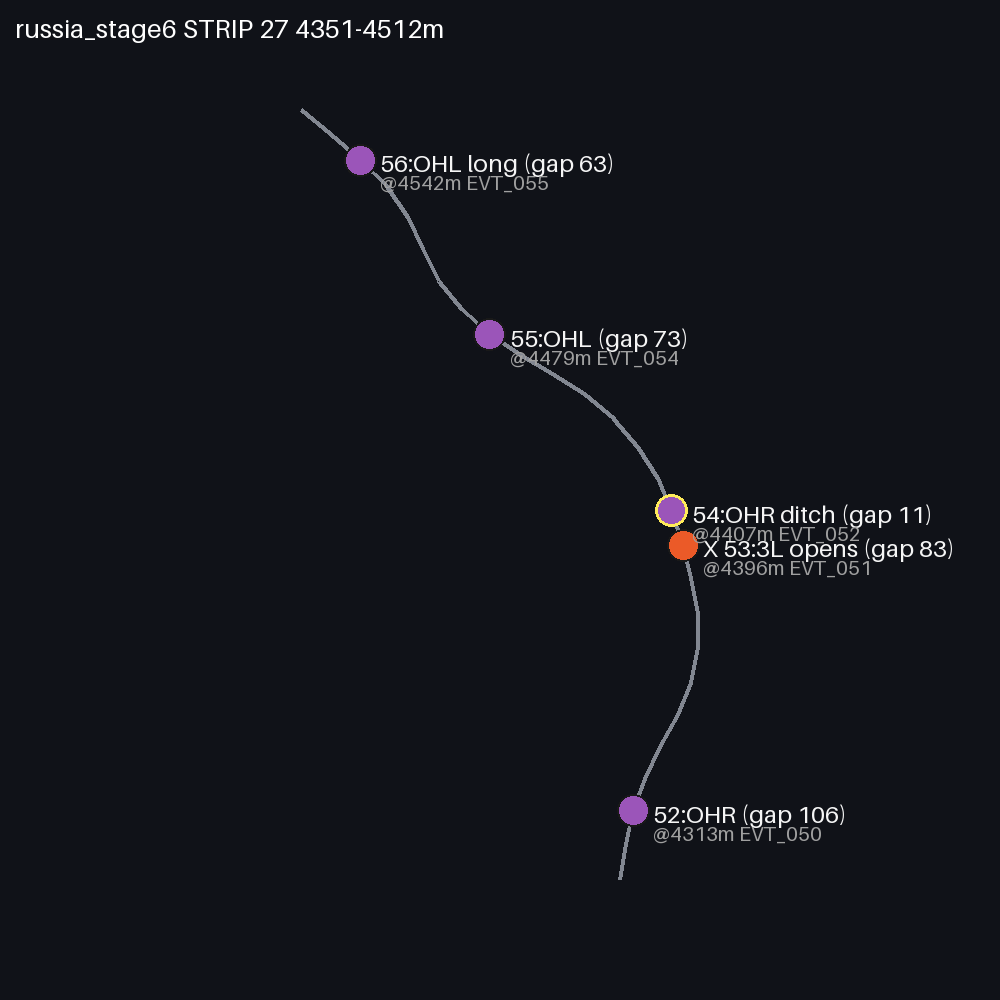 russia_stage6 STRIP 27 4351-4512m
56:OHL long (gap 63)
@4542m EVT_055
55:OHL (gap 73)
@4479m EVT_054
54:OHR ditch (gap 11)
@4407m EVT_052
X 53:3L opens (gap 83)
@4396m EVT_051
52:OHR (gap 106)
@4313m EVT_050